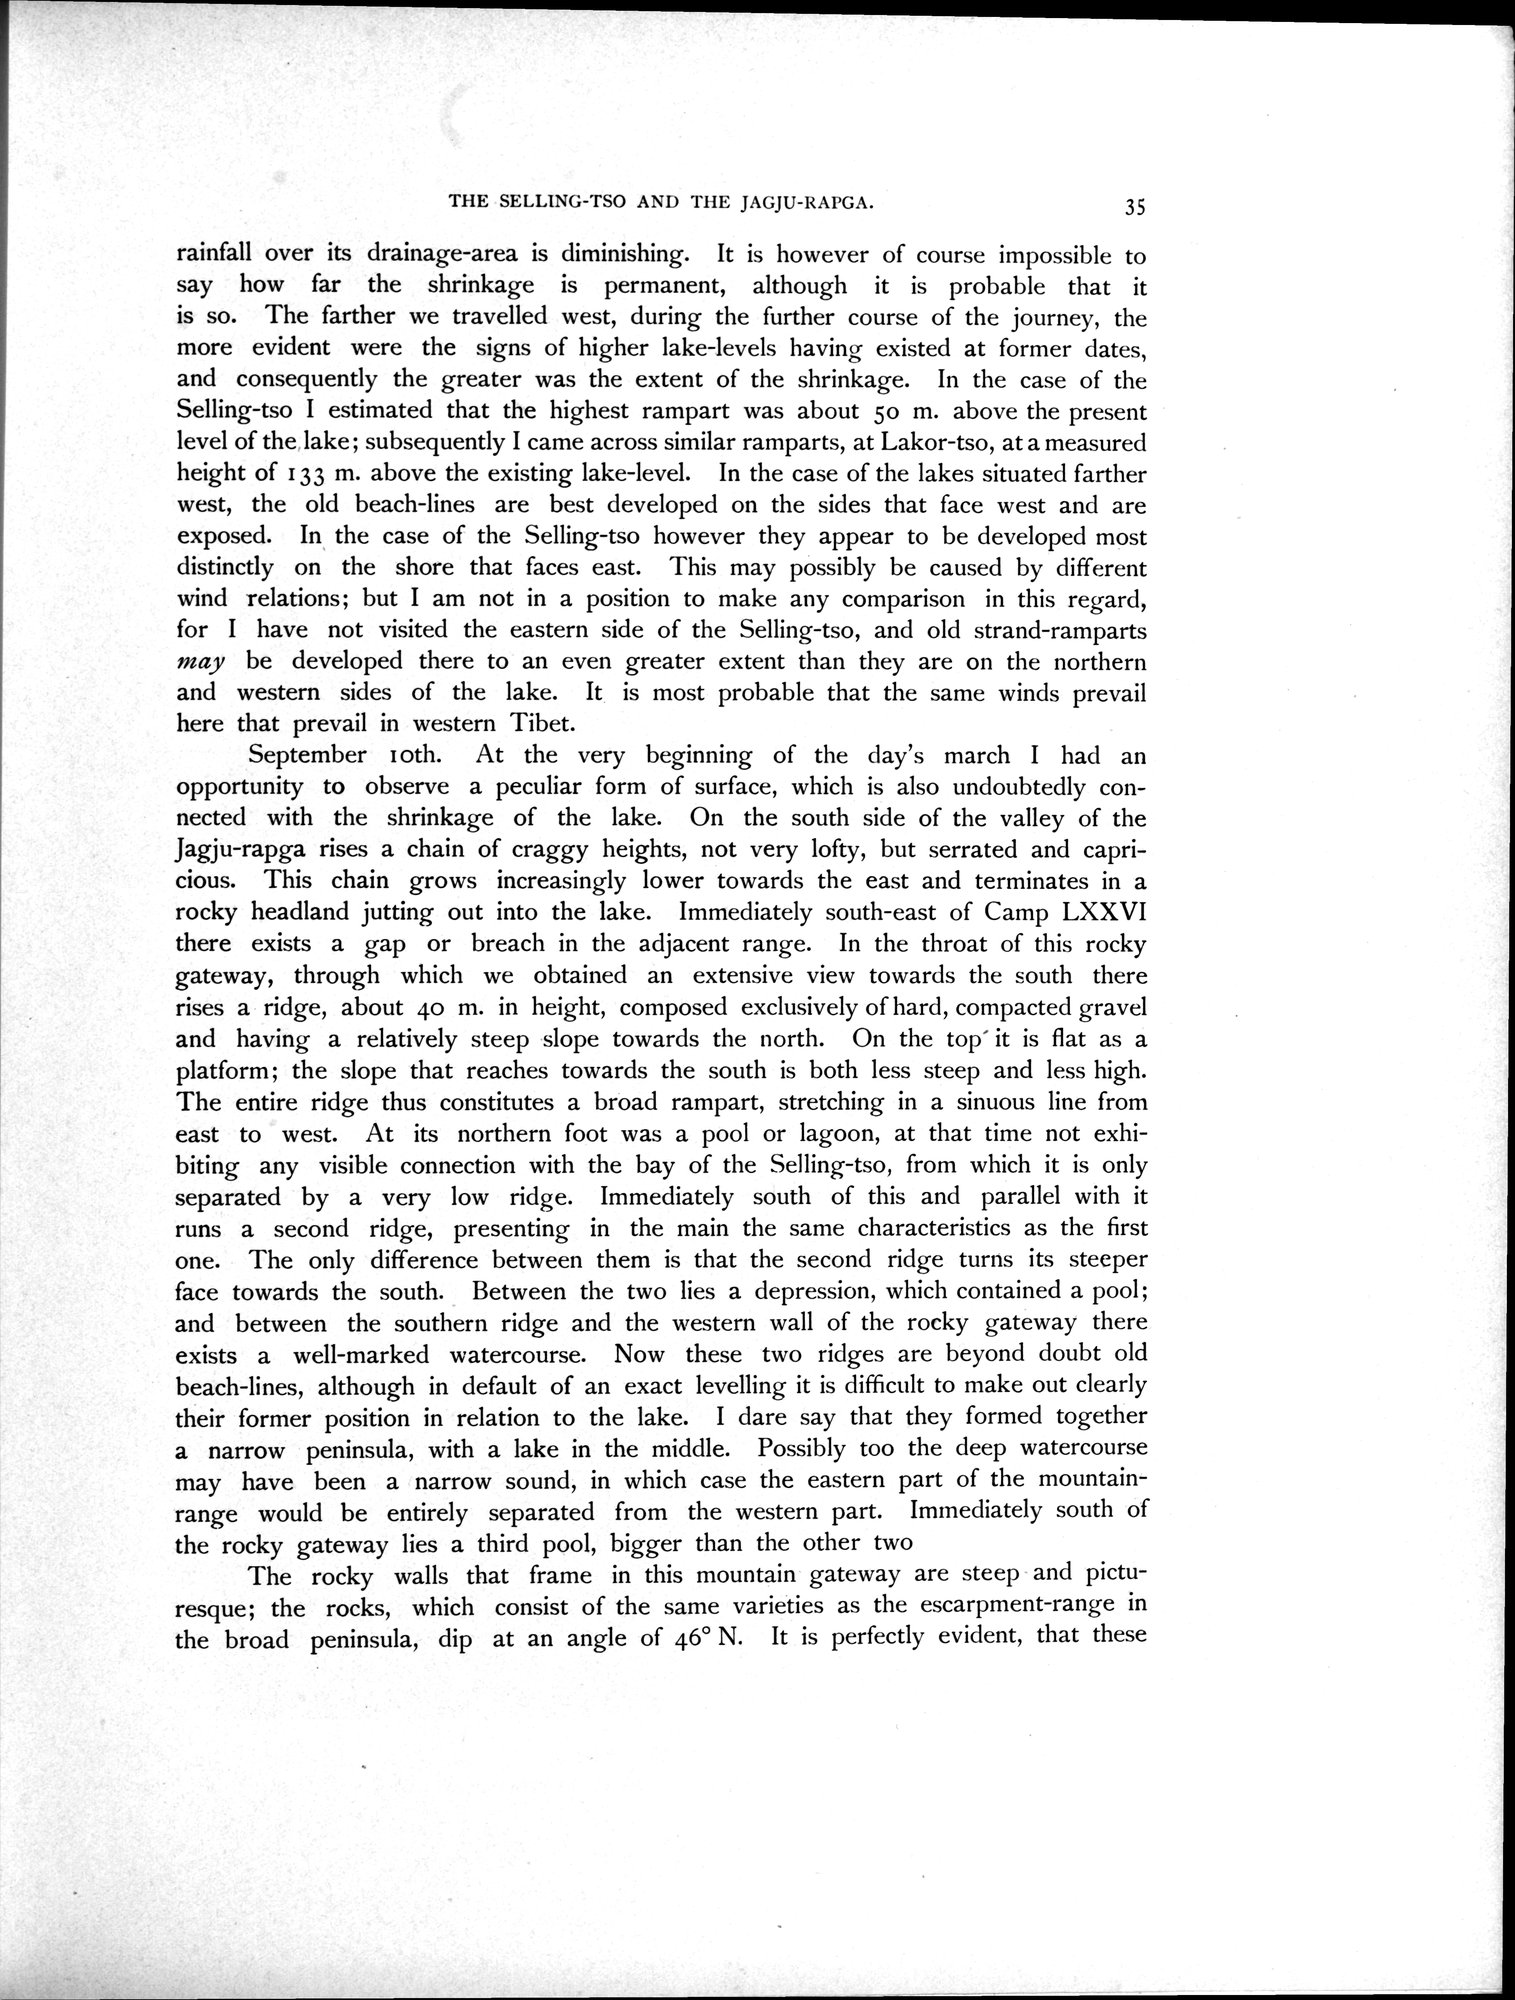 THE SELLING-TSO AND THE JAGJU-RAPGA. 35
rainfall over its drainage-area is diminishing. It is however of course impossible to
say how far the shrinkage is permanent, although it is probable that it
is so. The farther we travelled west, during the further course of the journey, the
more evident were the signs of higher lake-levels having existed at former dates,
and consequently the greater was the extent of the shrinkage. In the case of the
Selling-tso I estimated that the highest rampart was about 50 m. above the present
level of the lake; subsequently I came across similar ramparts, at Lakor-tso, at a measured
height of 133 m. above the existing lake-level. In the case of the lakes situated farther
west, the old beach-lines are best developed on the sides that face west and are
exposed. In the case of the Selling-tso however they appear to be developed most
distinctly on the shore that faces east. This may possibly be caused by different
wind relations; but I am not in a position to make any comparison in this regard,
for I have not visited the eastern side of the Selling-tso, and old strand-ramparts
may be developed there to an even greater extent than they are on the northern
and western sides of the lake. It is most probable that the same winds prevail
here that prevail in western Tibet.
September 10th. At the very beginning of the day's march I had an
opportunity to observe a peculiar form of surface, which is also undoubtedly con-
nected with the shrinkage of the lake. On the south side of the valley of the
Jagju-rapga rises a chain of craggy heights, not very lofty, but serrated and capri-
cious. This chain grows increasingly lower towards the east and terminates in a
rocky headland jutting out into the lake. Immediately south-east of Camp LXXVI
there exists a gap or breach in the adjacent range. In the throat of this rocky
gateway, through which we obtained an extensive view towards the south there
rises a ridge, about 40 m. in height, composed exclusively of hard, compacted gravel
and having a relatively steep slope towards the north. On the top it is flat as a
platform; the slope that reaches towards the south is both less steep and less high.
The entire ridge thus constitutes a broad rampart, stretching in a sinuous line from
east to west. At its northern foot was a pool or lagoon, at that time not exhi-
biting any visible connection with the bay of the Selling-tso, from which it is only
separated by a very low ridge. Immediately south of this and parallel with it
runs a second ridge, presenting in the main the same characteristics as the first
one. The only difference between them is that the second ridge turns its steeper
face towards the south. Between the two lies a depression, which contained a pool;
and between the southern ridge and the western wall of the rocky gateway there
exists a well-marked watercourse. Now these two ridges are beyond doubt old
beach-lines, although in default of an exact levelling it is difficult to make out clearly
their former position in relation to the lake. I dare say that they formed together
a narrow peninsula, with a lake in the middle. Possibly too the deep watercourse
may have been a narrow sound, in which case the eastern part of the mountain-
range would be entirely separated from the western part. Immediately south of
the rocky gateway lies a third pool, bigger than the other two
The rocky walls that frame in this mountain gateway are steep and pictu-
resque; the rocks, which consist of the same varieties as the escarpment-range in
the broad peninsula, dip at an angle of 46° N. It is perfectly evident, that these